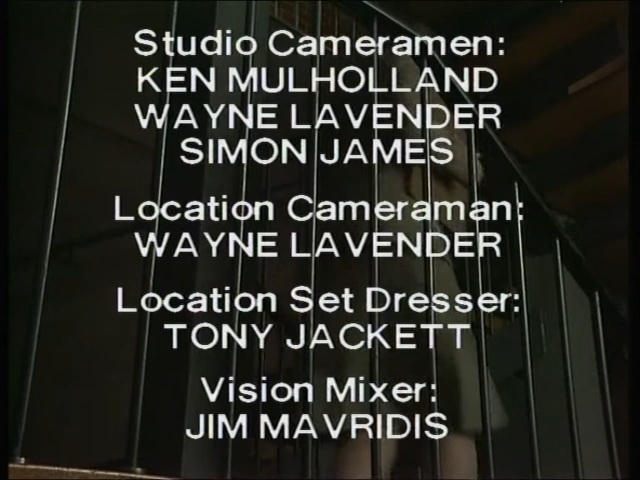 Studio Cameramen:
KEN MULHOLLAND
WAYNE LAVENDER
SIMON JAMES
Location Cameraman:
WAYNE LAVENDER
Location Set Dresser:
TONY JACKETT
Vision Mixer:
JIM MAVRIDIS